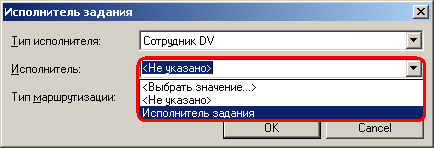 Исполнитель задания
Тип исполнителя: Сотрудник DV
Исполнитель: <Не указано>
<Выбрать значение...>
Тип маршрутизации: <Не указано>
Исполнитель задания
OK Cancel